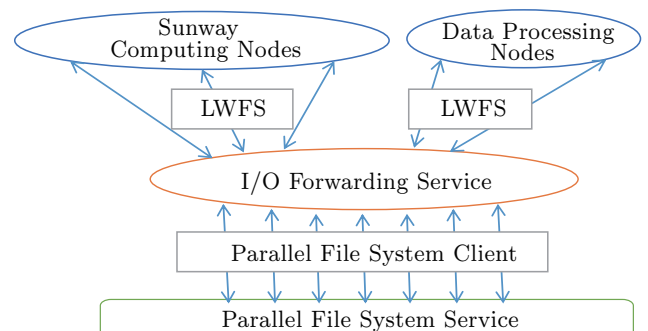 Sunway
Computing Nodes
Data Processing
Nodes
LWFS
LWFS
I/O Forwarding Service
Parallel File System Client
Parallel File System Service